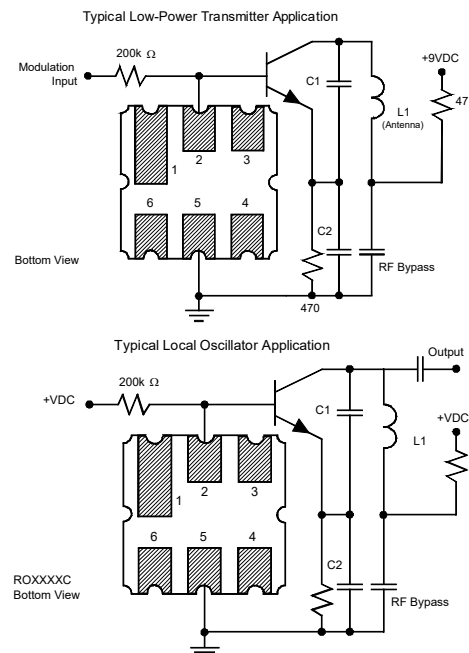 Typical Low-Power Transmitter Application
200k Ω
Modulation
Input
C1
+9VDC
47
L1
(Antenna)
1
2
3
6
5
4
C2
RF Bypass
Bottom View
470
Typical Local Oscillator Application
Output
200k Ω
+VDC
C1
+VDC
L1
1
2
3
6
5
4
C2
ROXXXXC
Bottom View
RF Bypass